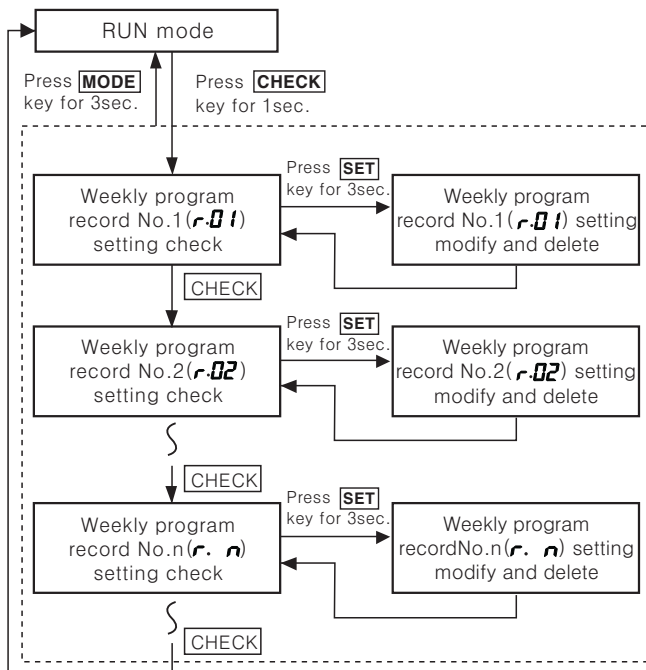 RUN mode
Press MODE
key for 3sec.
Press CHECK
key for 1sec.
Weekly program
record No.1(r.01)
setting check
Press SET
key for 3sec.
Weekly program
record No.1(r.01) setting
modify and delete
CHECK
Weekly program
record No.2(r.02)
setting check
Press SET
key for 3sec.
Weekly program
record No.2(r.02) setting
modify and delete
CHECK
Weekly program
record No.n(r. n)
setting check
Press SET
key for 3sec.
Weekly program
recordNo.n(r. n) setting
modify and delete
CHECK